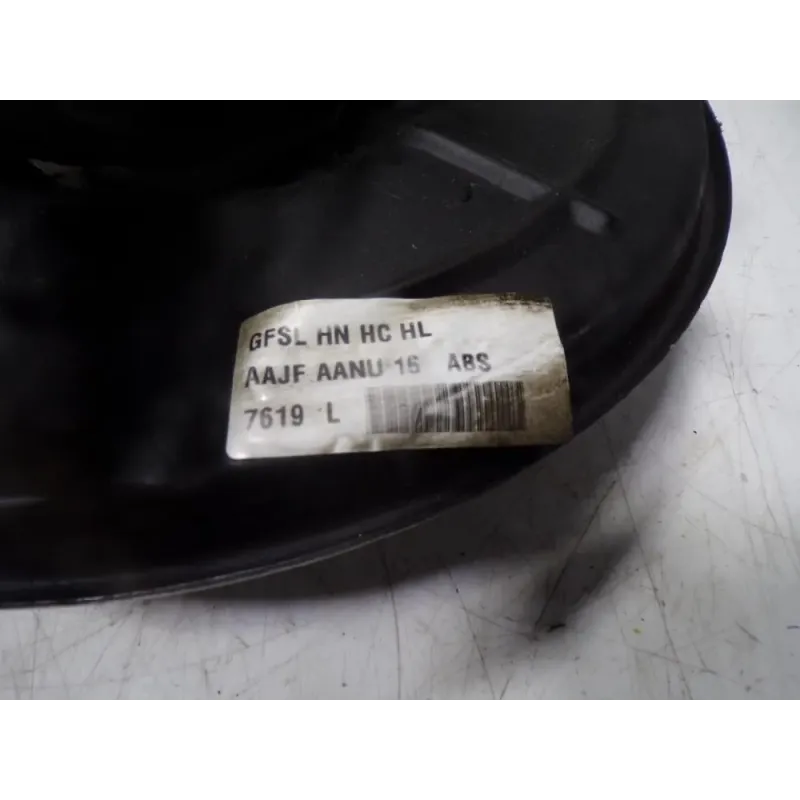 GFSL HN HC HL
AAJF AANU 16 ABS
7619 L